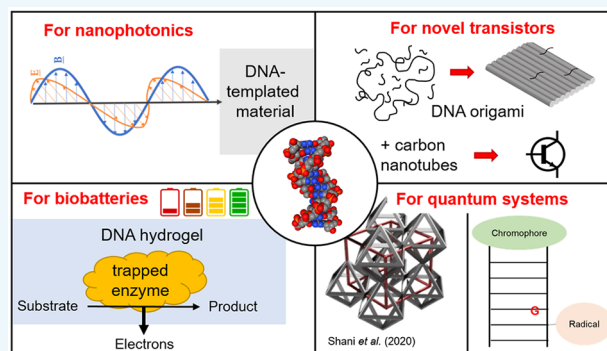 For nanophotonics
E
B
DNA-
templated
material
For novel transistors
DNA origami
+ carbon
nanotubes
For biobatteries
DNA hydrogel
trapped
enzyme
Substrate
Product
Electrons
For quantum systems
Shani et al. (2020)
Chromophore
G
Radical